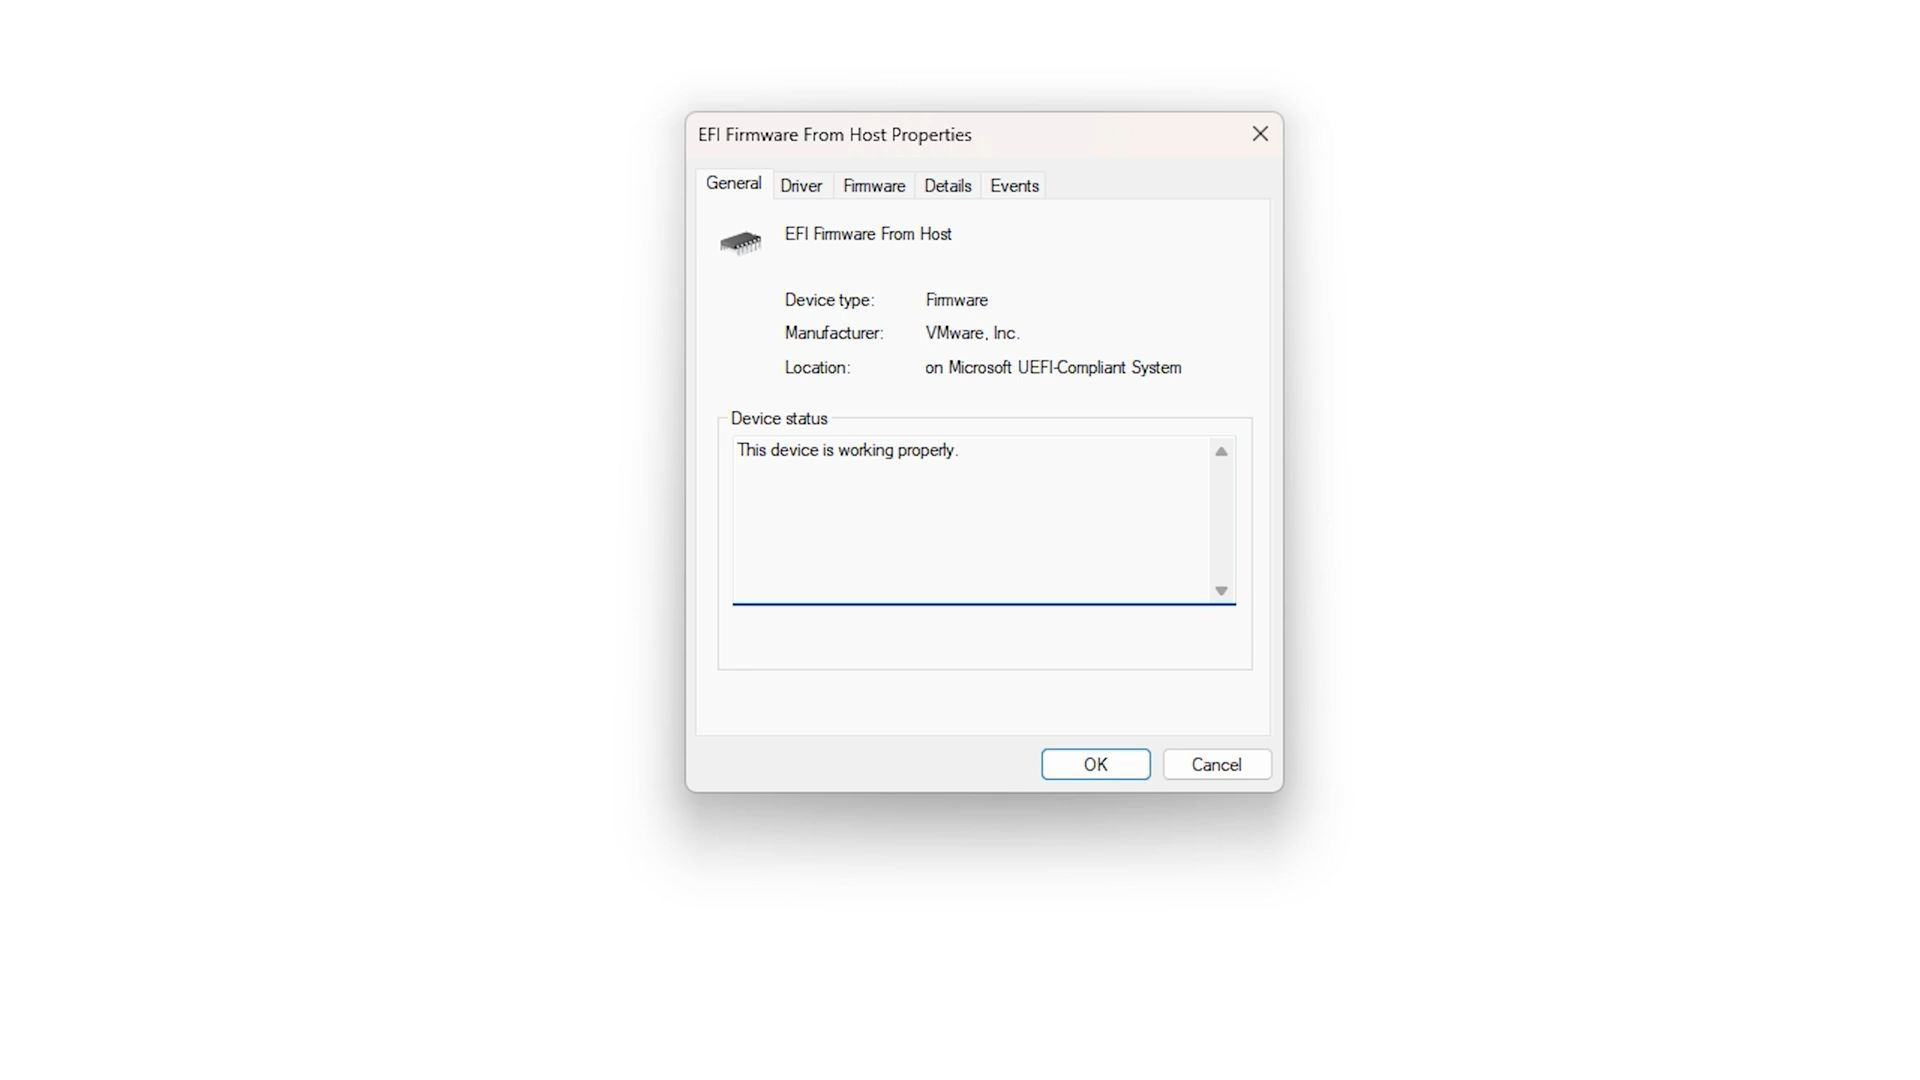 EFI Firmware From Host Properties
General Driver Firmware Details Events
EFI Firmware From Host
Device type: Firmware
Manufacturer: VMware, Inc.
Location: on Microsoft UEFI-Compliant System
Device status
This device is working properly.
OK Cancel